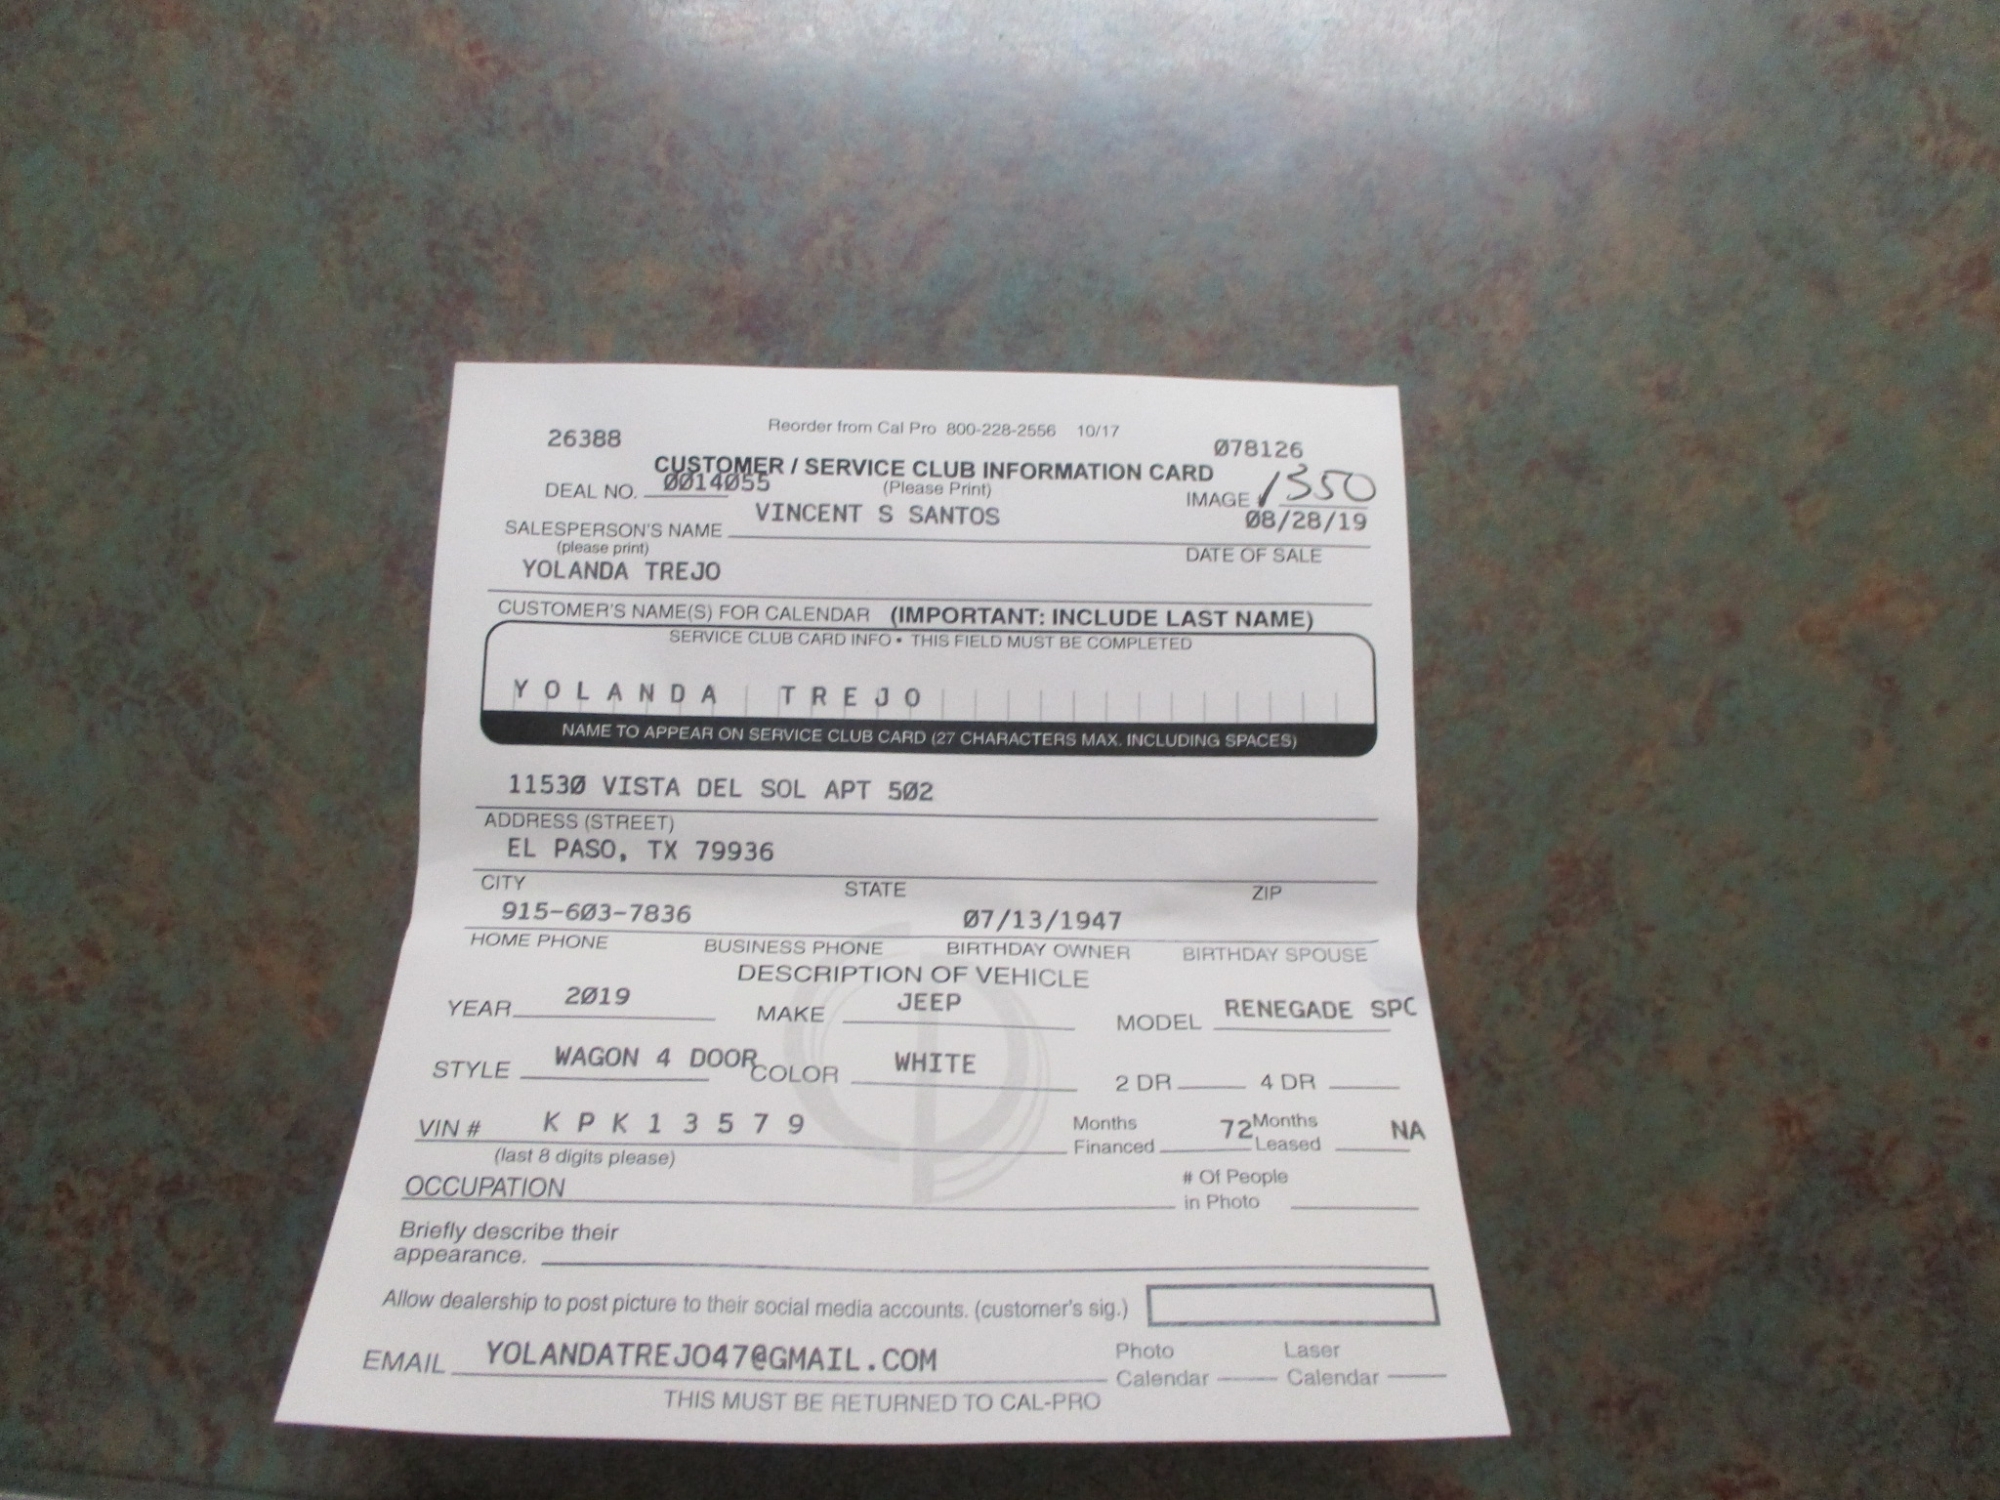 Reorder from Cal Pro 800-228-2556 10/17
26388 Ø78126
CUSTOMER / SERVICE CLUB INFORMATION CARD
DEAL NO. ØØ14Ø55 (Please Print) IMAGE # 1350
SALESPERSON'S NAME VINCENT S SANTOS Ø8/28/19
(please print) DATE OF SALE
YOLANDA TREJO
CUSTOMER'S NAME(S) FOR CALENDAR (IMPORTANT: INCLUDE LAST NAME)
SERVICE CLUB CARD INFO • THIS FIELD MUST BE COMPLETED
YOLANDA TREJO
NAME TO APPEAR ON SERVICE CLUB CARD (27 CHARACTERS MAX. INCLUDING SPACES)
1153Ø VISTA DEL SOL APT 5Ø2
ADDRESS (STREET)
EL PASO, TX 79936
CITY STATE ZIP
915-6Ø3-7836 Ø7/13/1947
HOME PHONE BUSINESS PHONE BIRTHDAY OWNER BIRTHDAY SPOUSE
DESCRIPTION OF VEHICLE
YEAR 2Ø19 MAKE JEEP MODEL RENEGADE SPC
STYLE WAGON 4 DOOR COLOR WHITE 2 DR 4 DR
VIN # K P K 1 3 5 7 9 Months Financed 72 Months Leased NA
(last 8 digits please)
OCCUPATION # Of People in Photo
Briefly describe their
appearance.
Allow dealership to post picture to their social media accounts. (customer's sig.)
EMAIL YOLANDATREJO47@GMAIL.COM Photo Calendar Laser Calendar
THIS MUST BE RETURNED TO CAL-PRO